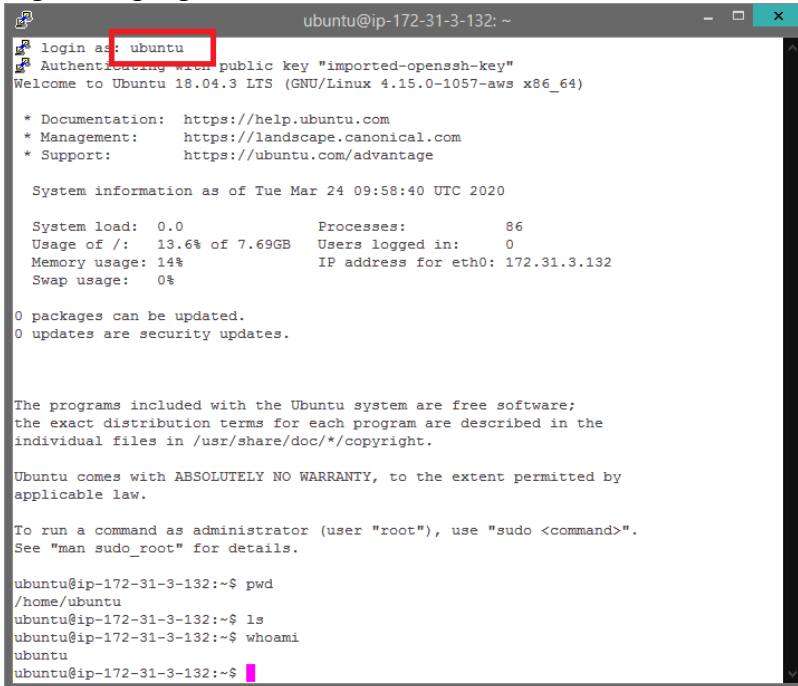 ubuntu@ip-172-31-3-132: ~
login as: ubuntu
Authenticating with public key "imported-openssh-key"
Welcome to Ubuntu 18.04.3 LTS (GNU/Linux 4.15.0-1057-aws x86_64)
* Documentation:  https://help.ubuntu.com
* Management:     https://landscape.canonical.com
* Support:        https://ubuntu.com/advantage
System information as of Tue Mar 24 09:58:40 UTC 2020
System load:  0.0                Processes:           86
Usage of /:   13.6% of 7.69GB   Users logged in:     0
Memory usage: 14%                IP address for eth0: 172.31.3.132
Swap usage:   0%
0 packages can be updated.
0 updates are security updates.
The programs included with the Ubuntu system are free software;
the exact distribution terms for each program are described in the
individual files in /usr/share/doc/*/copyright.
Ubuntu comes with ABSOLUTELY NO WARRANTY, to the extent permitted by
applicable law.
To run a command as administrator (user "root"), use "sudo <command>".
See "man sudo_root" for details.
ubuntu@ip-172-31-3-132:~$ pwd
/home/ubuntu
ubuntu@ip-172-31-3-132:~$ ls
ubuntu@ip-172-31-3-132:~$ whoami
ubuntu
ubuntu@ip-172-31-3-132:~$